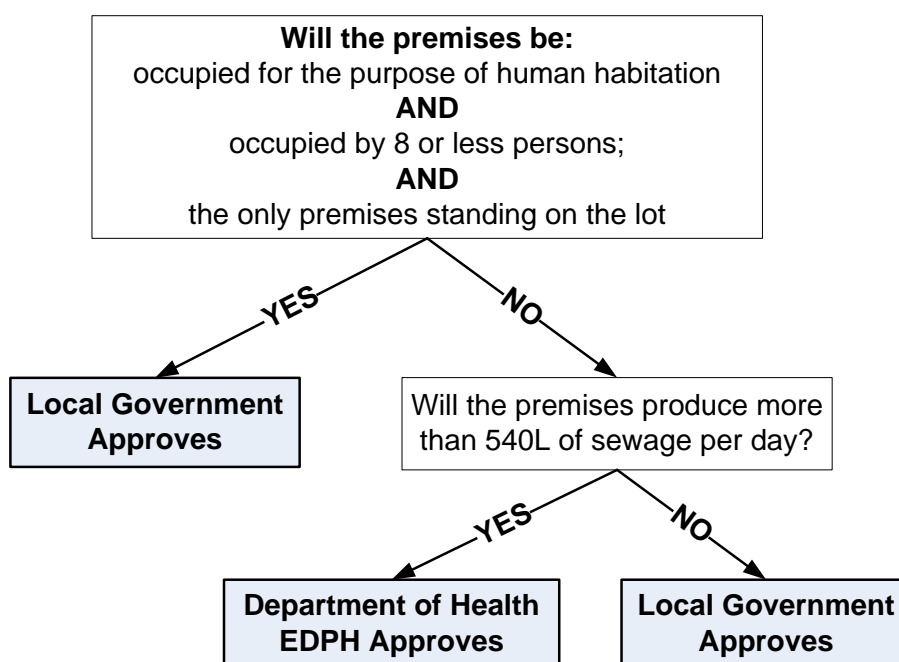 Will the premises be:
occupied for the purpose of human habitation
AND
occupied by 8 or less persons;
AND
the only premises standing on the lot
YES
NO
Local Government
Approves
Will the premises produce more
than 540L of sewage per day?
YES
NO
Department of Health
EDPH Approves
Local Government
Approves